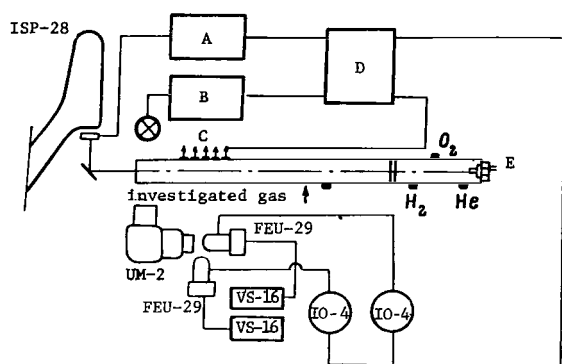 ISP-28
A
D
B
C
O₂
E
investigated gas
H₂
He
FEU-29
UM-2
FEU-29
VS-16
VS-16
IO-4
IO-4